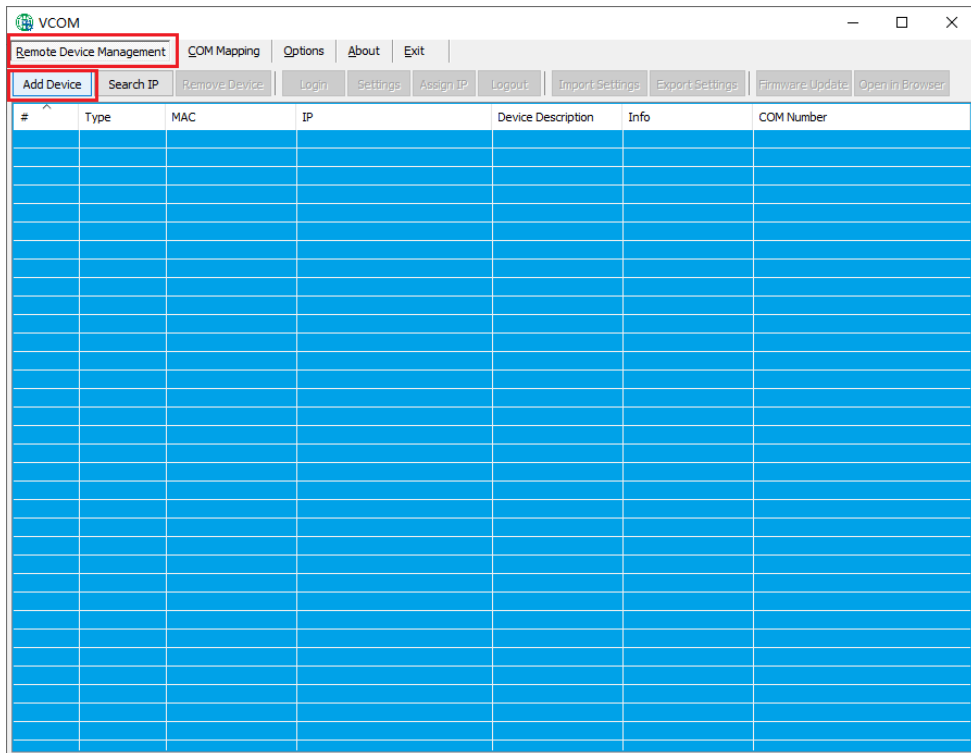 VCOM
Remote Device Management COM Mapping Options About Exit
Add Device Search IP Remove Device Login Settings Assign IP Logout Import Settings Export Settings Firmware Update Open in Browser
# Type MAC IP Device Description Info COM Number